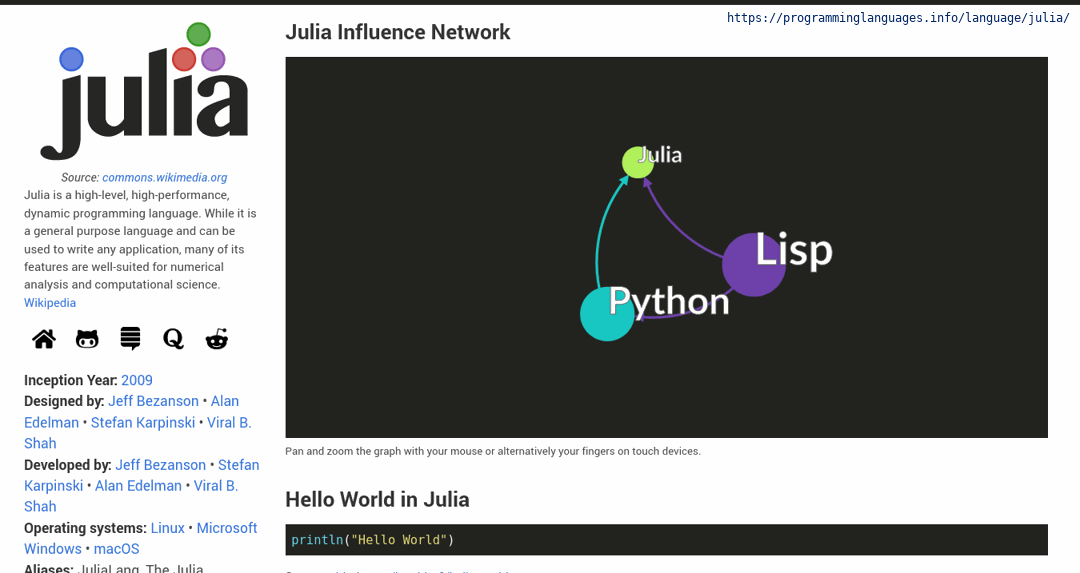 https://programminglanguages.info/language/julia/
julia
Source: commons.wikimedia.org
Julia is a high-level, high-performance,
dynamic programming language. While it is
a general purpose language and can be
used to write any application, many of its
features are well-suited for numerical
analysis and computational science.
Wikipedia
Inception Year: 2009
Designed by: Jeff Bezanson • Alan
Edelman • Stefan Karpinski • Viral B.
Shah
Developed by: Jeff Bezanson • Stefan
Karpinski • Alan Edelman • Viral B.
Shah
Operating systems: Linux • Microsoft
Windows • macOS
Aliases: JuliaLang, The Julia
Julia Influence Network
Julia
Lisp
Python
Pan and zoom the graph with your mouse or alternatively your fingers on touch devices.
Hello World in Julia
println("Hello World")